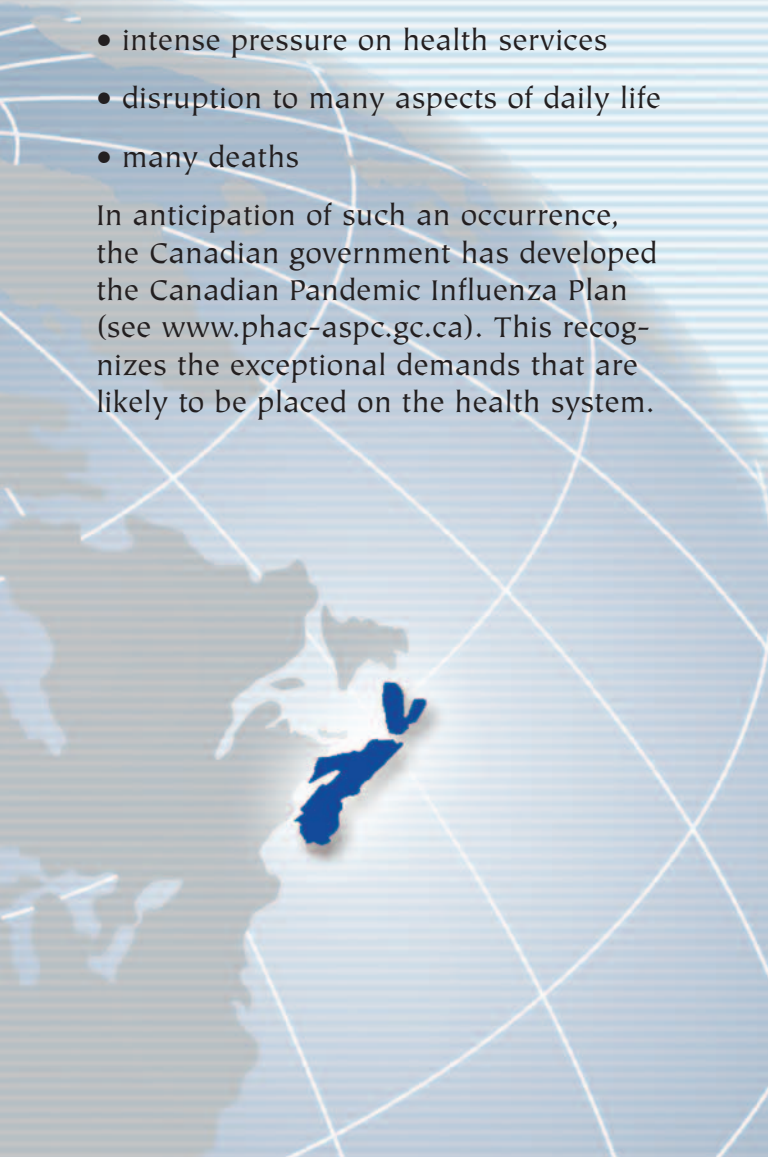 • intense pressure on health services
• disruption to many aspects of daily life
• many deaths
In anticipation of such an occurrence,
the Canadian government has developed
the Canadian Pandemic Influenza Plan
(see www.phac-aspc.gc.ca). This recog-
nizes the exceptional demands that are
likely to be placed on the health system.